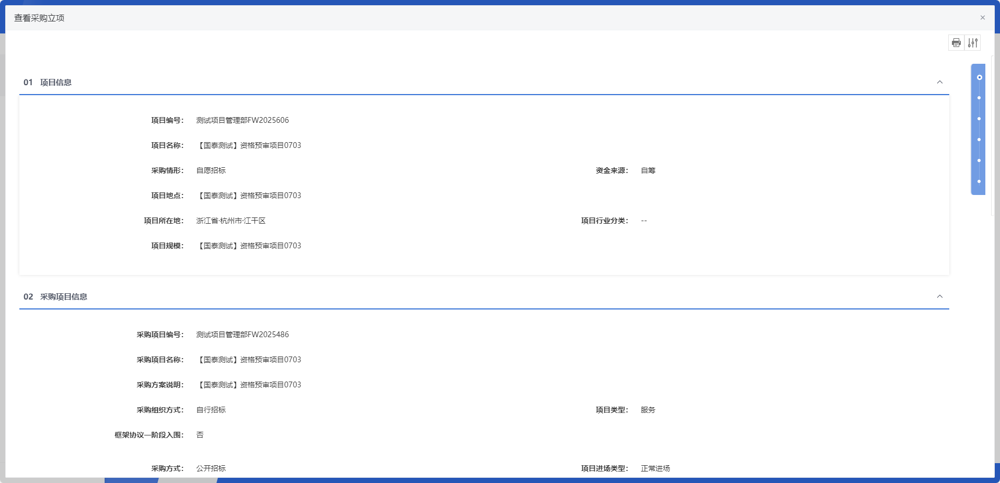 查看采购立项
01 项目信息
项目编号： 测试项目管理部FW2025606
项目名称： 【国泰测试】资格预审项目0703
采购情形： 自愿招标 资金来源： 自筹
项目地点： 【国泰测试】资格预审项目0703
项目所在地： 浙江省·杭州市·江干区 项目行业分类： --
项目规模： 【国泰测试】资格预审项目0703
02 采购项目信息
采购项目编号： 测试项目管理部FW2025486
采购项目名称： 【国泰测试】资格预审项目0703
采购方案说明： 【国泰测试】资格预审项目0703
采购组织方式： 自行招标 项目类型： 服务
框架协议一阶段入围： 否
采购方式： 公开招标 项目进场类型： 正常进场